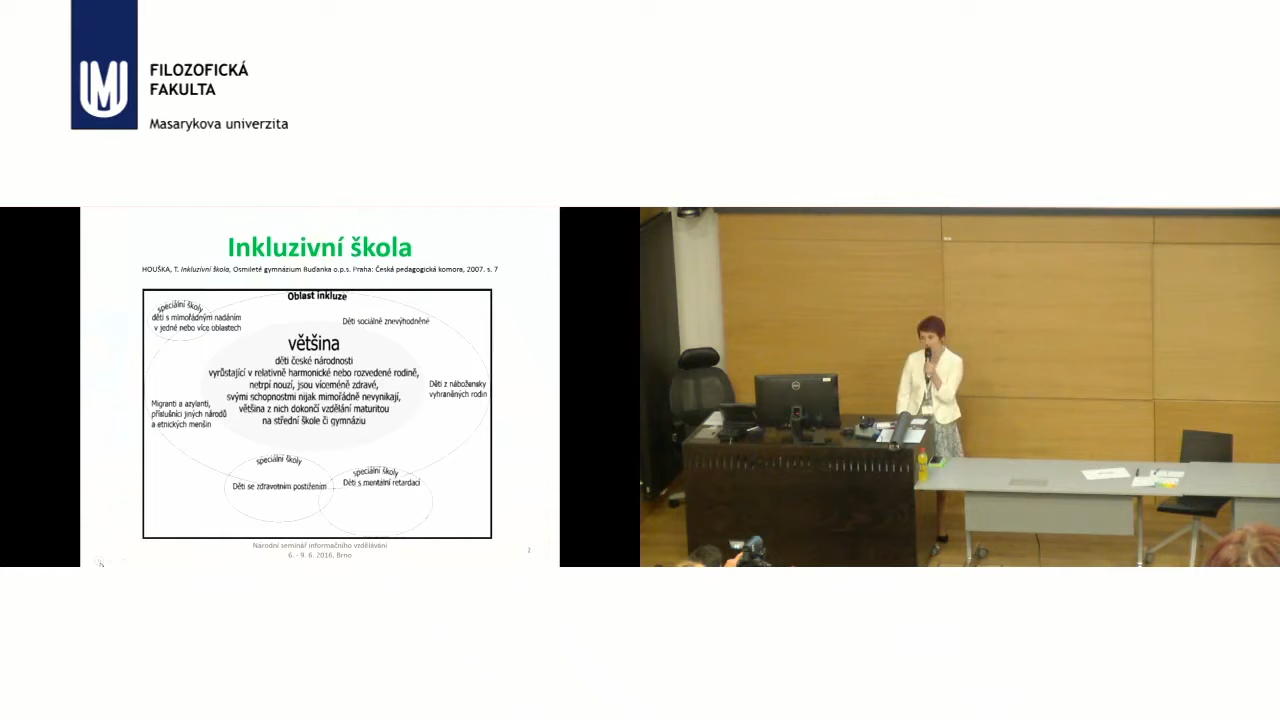 FILOZOFICKÁ
FAKULTA
Masarykova univerzita
Inkluzivní škola
HOUŠKA, T. Inkluzivní škola, Osmileté gymnázium Buďánka o.p.s. Praha: Česká pedagogická komora, 2007. s. 7
Oblast inkluze
speciální školy
děti s mimořádným nadáním
v jedné nebo více oblastech
Děti sociálně znevýhodněné
většina
děti české národnosti
vyrůstající v relativně harmonické nebo rozvedené rodině,
netrpí nouzí, jsou víceméně zdravé,
svými schopnostmi nijak mimořádně nevynikají,
většina z nich dokončí vzdělání maturitou
na střední škole či gymnáziu
Děti z nábožensky
vyhraněných rodin
Migranti a azylanti,
příslušníci jiných národů
a etnických menšin
speciální školy
Děti se zdravotním postižením
speciální školy
Děti s mentální retardací
Národní seminář informačního vzdělávání
6. - 9. 6. 2016, Brno
2